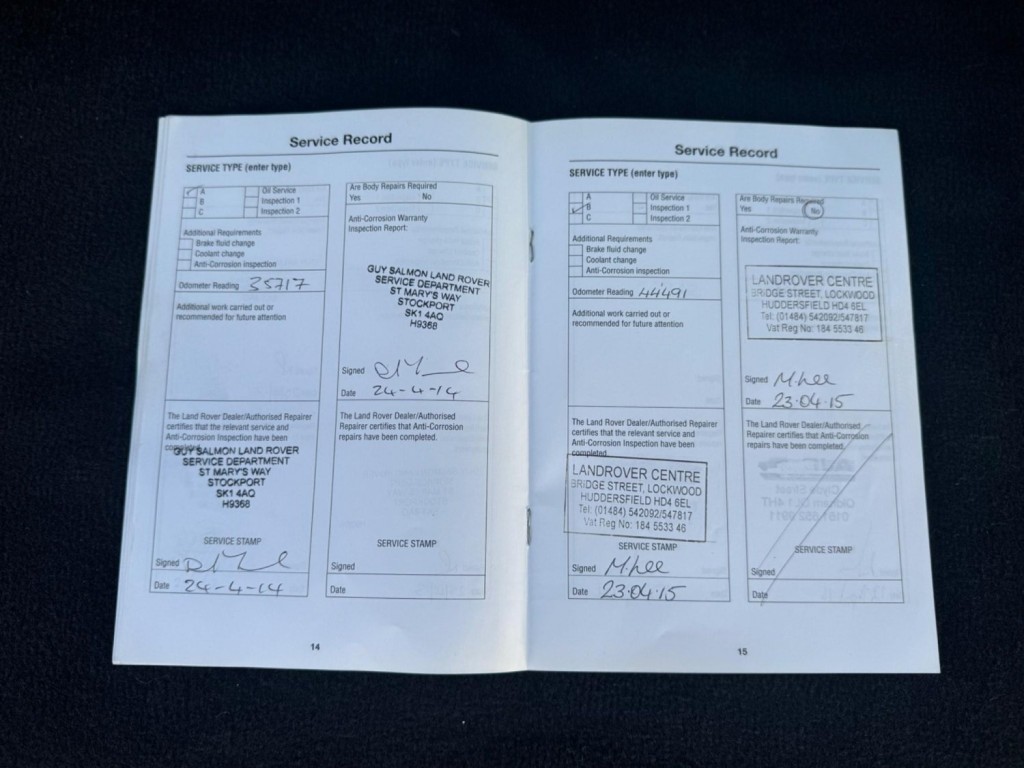 Service Record
SERVICE TYPE (enter type)
A Oil Service
B Inspection 1
C Inspection 2
Additional Requirements
Brake fluid change
Coolant change
Anti-Corrosion Inspection
Odometer Reading 35717
Additional work carried out or
recommended for future attention
The Land Rover Dealer/Authorised Repairer
certifies that the relevant service and
Anti-Corrosion Inspection have been
completed
GUY SALMON LAND ROVER
SERVICE DEPARTMENT
ST MARY'S WAY
STOCKPORT
SK1 4AQ
H9368
SERVICE STAMP
Signed
Date 24-4-14
Are Body Repairs Required
Yes No
Anti-Corrosion Warranty
Inspection Report:
GUY SALMON LAND ROVER
SERVICE DEPARTMENT
ST MARY'S WAY
STOCKPORT
SK1 4AQ
H9368
Signed
Date 24-4-14
The Land Rover Dealer/Authorised
Repairer certifies that Anti-Corrosion
repairs have been completed.
SERVICE STAMP
Signed
Date
14
Service Record
SERVICE TYPE (enter type)
A Oil Service
B Inspection 1
C Inspection 2
Additional Requirements
Brake fluid change
Coolant change
Anti-Corrosion Inspection
Odometer Reading 44491
Additional work carried out or
recommended for future attention
The Land Rover Dealer/Authorised Repairer
certifies that the relevant service and
Anti-Corrosion Inspection have been
completed
LANDROVER CENTRE
BRIDGE STREET, LOCKWOOD
HUDDERSFIELD HD4 6EL
Tel: (01484) 542092/547817
Vat Reg No: 184 5533 46
SERVICE STAMP
Signed M.Lee
Date 23.04.15
Are Body Repairs Required
Yes No
Anti-Corrosion Warranty
Inspection Report:
LANDROVER CENTRE
BRIDGE STREET, LOCKWOOD
HUDDERSFIELD HD4 6EL
Tel: (01484) 542092/547817
Vat Reg No: 184 5533 46
Signed M.Lee
Date 23.04.15
The Land Rover Dealer/Authorised
Repairer certifies that Anti-Corrosion
repairs have been completed.
SERVICE STAMP
Signed
Date
15